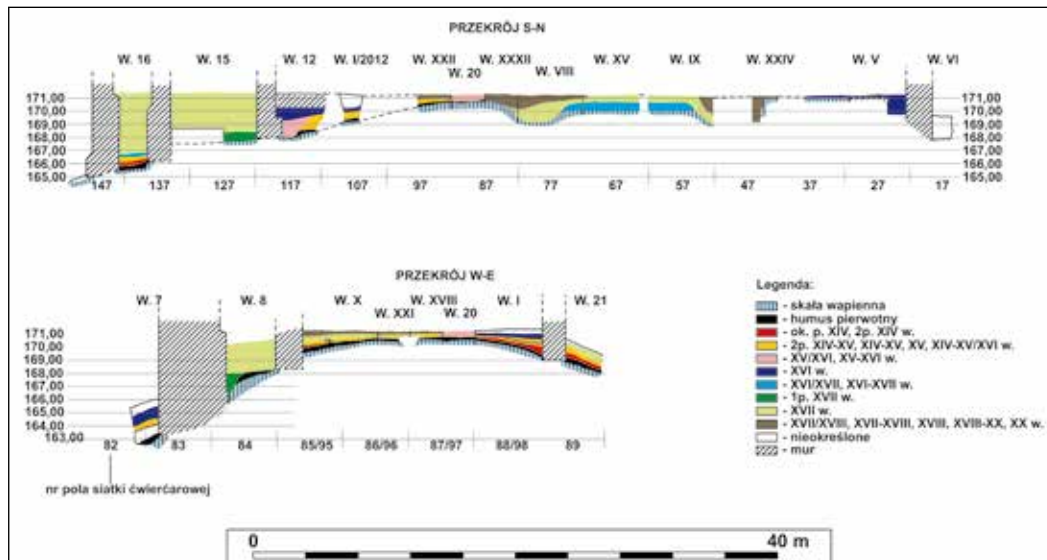 PRZEKRÓJ S-N
W. 16 W. 15 W. 12 W. I/2012 W. XXII W. XXXII W. XV W. IX W. XXIV W. V W. VI
W. 20 W. VIII
171,00 171,00
170,00 170,00
169,00 169,00
168,00 168,00
167,00 167,00
166,00 166,00
165,00 165,00
147 137 127 117 107 97 87 77 67 57 47 37 27 17
PRZEKRÓJ W-E
W. 7 W. 8 W. X W. XVIII W. I W. 21
W. XXI W. 20
171,00
170,00
169,00
168,00
167,00
166,00
165,00
164,00
163,00
82 83 84 85/95 86/96 87/97 88/98 89
nr pola siatki ćwierćarowej
Legenda:
- skała wapienna
- humus pierwotny
- ok. p. XIV, 2p. XIV w.
- 2p. XIV-XV, XIV-XV, XV, XIV-XV/XVI w.
- XV/XVI, XV-XVI w.
- XVI w.
- XVI/XVII, XVI-XVII w.
- 1p. XVII w.
- XVII w.
- XVII/XVIII, XVII-XVIII, XVIII, XVIII-XX, XX w.
- nieokreślone
- mur
0 40 m